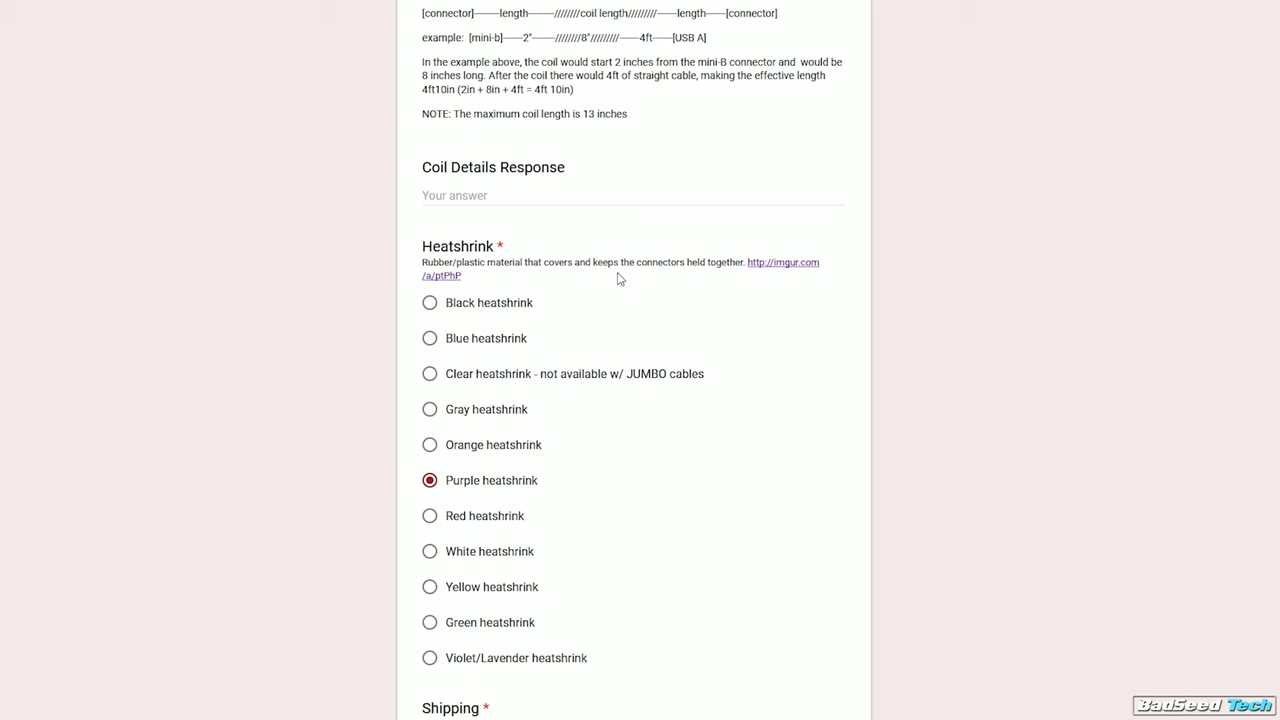 [connector]--------length--------////////coil length/////////------length------[connector]
example: [mini-b]------2"--------////////8"/////////------4ft------[USB A]
In the example above, the coil would start 2 inches from the mini-B connector and would be
8 inches long. After the coil there would 4ft of straight cable, making the effective length
4ft10in (2in + 8in + 4ft = 4ft 10in)
NOTE: The maximum coil length is 13 inches
Coil Details Response
Your answer
Heatshrink *
Rubber/plastic material that covers and keeps the connectors held together. http://imgur.com
/a/ptPhP
Black heatshrink
Blue heatshrink
Clear heatshrink - not available w/ JUMBO cables
Gray heatshrink
Orange heatshrink
Purple heatshrink
Red heatshrink
White heatshrink
Yellow heatshrink
Green heatshrink
Violet/Lavender heatshrink
Shipping *
BadSeed Tech